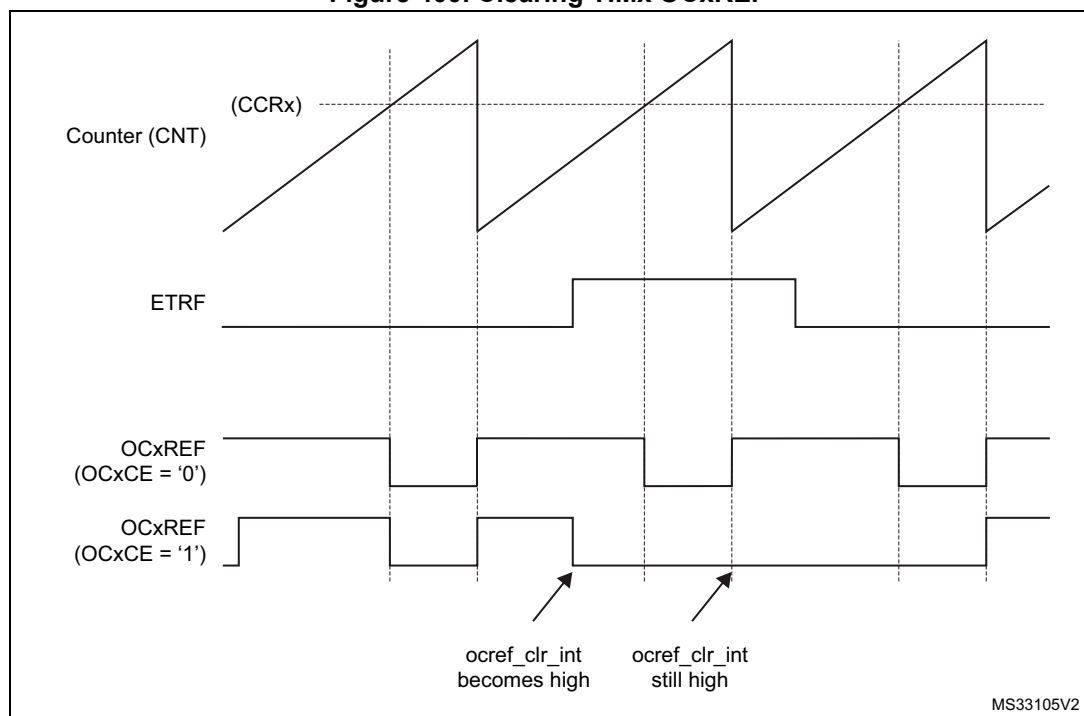 Figure 400. Clearing TIMx OCxREF
(CCRx)
Counter (CNT)
ETRF
OCxREF
(OCxCE = ‘0’)
OCxREF
(OCxCE = ‘1’)
ocref_clr_int
becomes high
ocref_clr_int
still high
MS33105V2